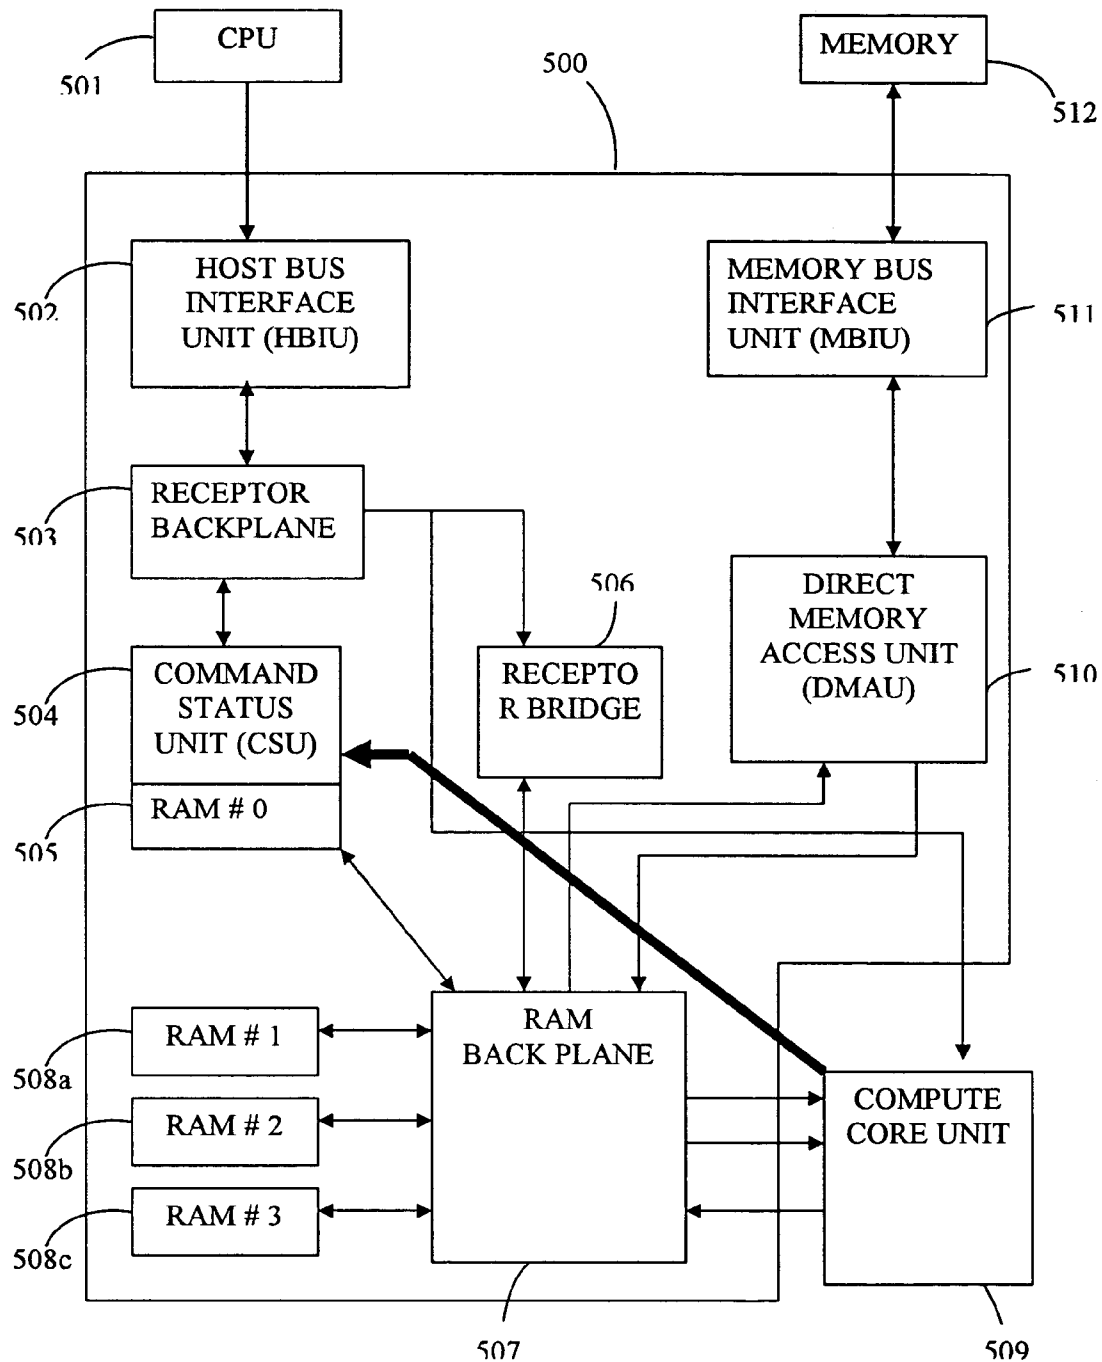 CPU
MEMORY
501
500
512
HOST BUS
INTERFACE
UNIT (HBIU)
502
MEMORY BUS
INTERFACE
UNIT (MBIU)
511
RECEPTOR
BACKPLANE
503
506
DIRECT
MEMORY
ACCESS UNIT
(DMAU)
510
COMMAND
STATUS
UNIT (CSU)
504
RECEPTO
R BRIDGE
RAM # 0
505
RAM # 1
508a
RAM # 2
508b
RAM # 3
508c
RAM
BACK PLANE
COMPUTE
CORE UNIT
507
509